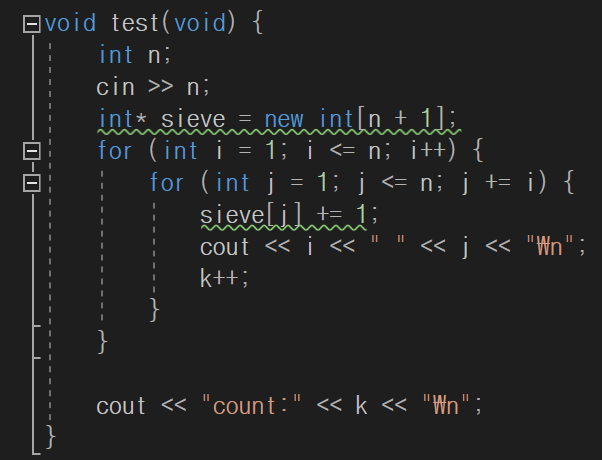 void test(void) {
int n;
cin >> n;
int* sieve = new int[n + 1];
for (int i = 1; i <= n; i++) {
for (int j = 1; j <= n; j += i) {
sieve[j] += 1;
cout << i << " " << j << "₩n";
k++;
}
}
cout << "count:" << k << "₩n";
}